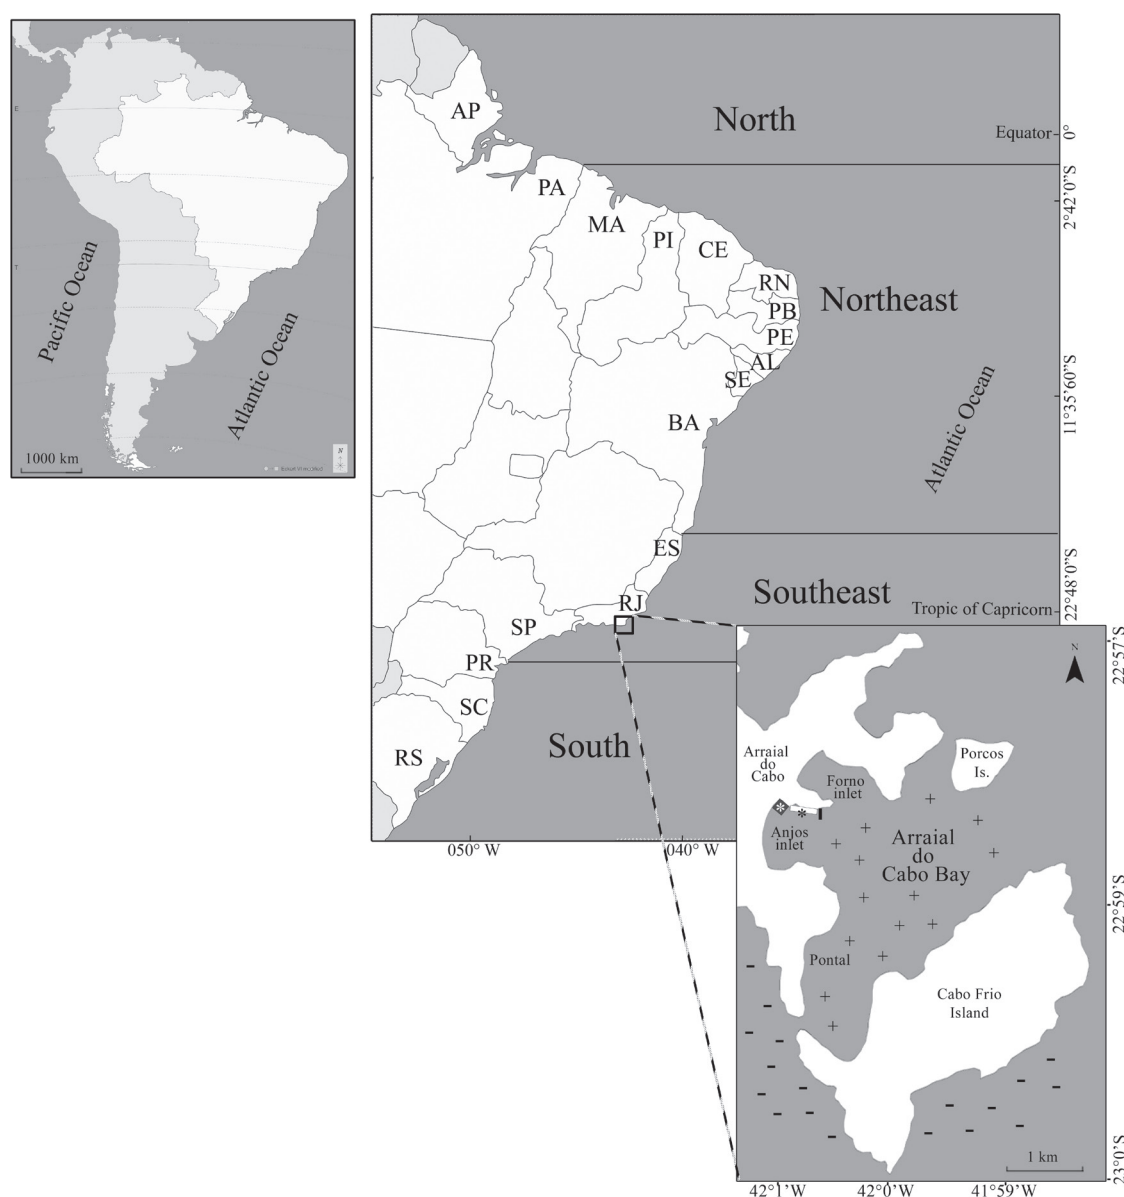 E
T
Pacific Ocean
Atlantic Ocean
1000 km
N
AP
PA
MA
PI
CE
RN
PB
PE
AL
SE
BA
ES
RJ
SP
PR
SC
RS
North
Northeast
Atlantic Ocean
Southeast
South
Equator
Tropic of Capricorn
0°
2°42'0"S
11°35'60"S
22°48'0"S
050° W
040° W
N
Arraial
do
Cabo
Porcos
Is.
Forno
inlet
Anjos
inlet
Arraial
do
Cabo Bay
Pontal
Cabo Frio
Island
1 km
22°57'S
22°59'S
23°0'S
42°1'W
42°0'W
41°59'W